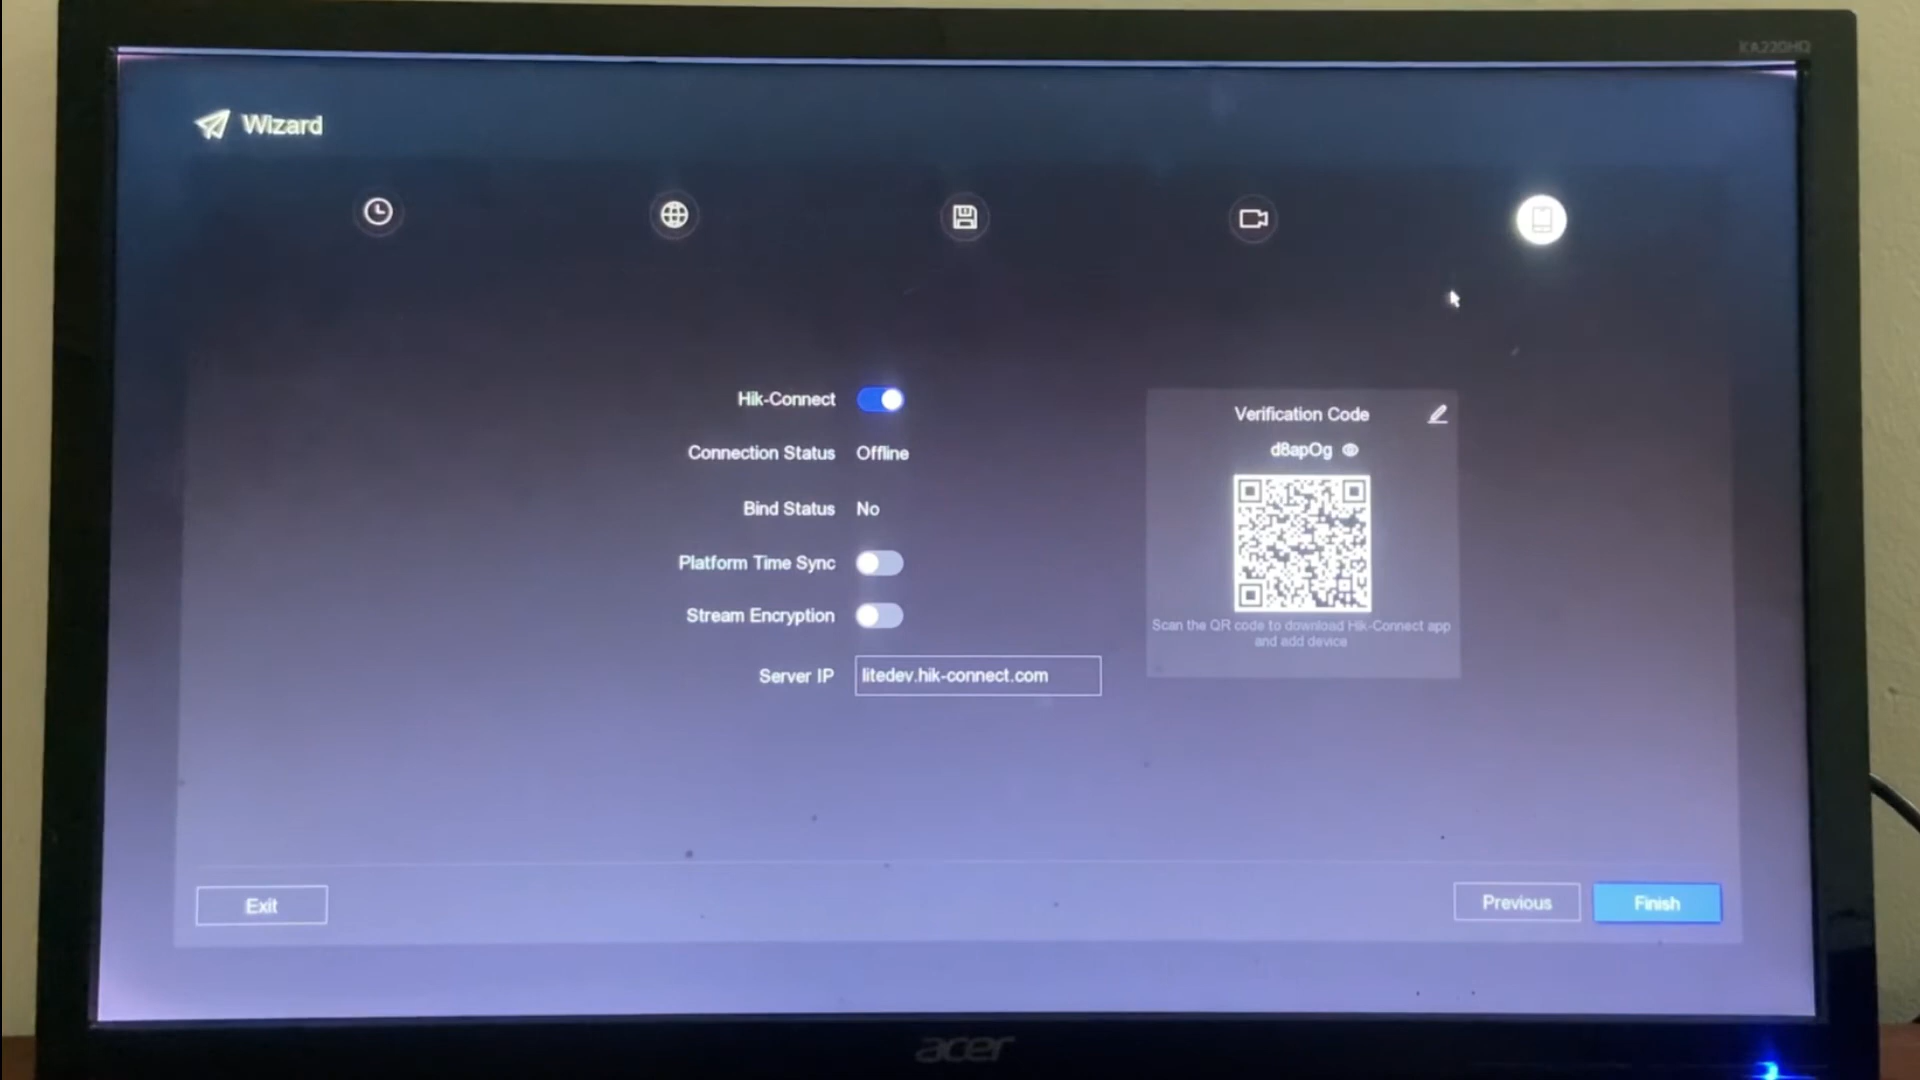 KA220HQ
Wizard
Hik-Connect
Connection Status Offline
Bind Status No
Platform Time Sync
Stream Encryption
Server IP litedev.hik-connect.com
Verification Code
d8apOg
Scan the QR code to download Hik-Connect app
and add device
Exit
Previous
Finish
acer